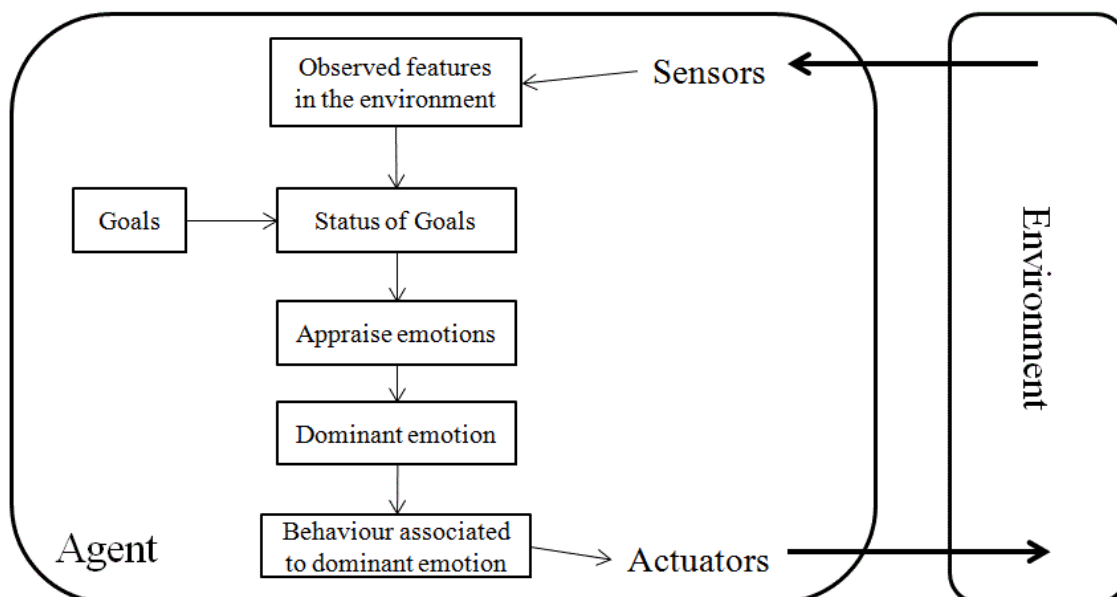 Observed features
in the environment
Sensors
Goals
Status of Goals
Appraise emotions
Dominant emotion
Behaviour associated
to dominant emotion
Actuators
Agent
Environment